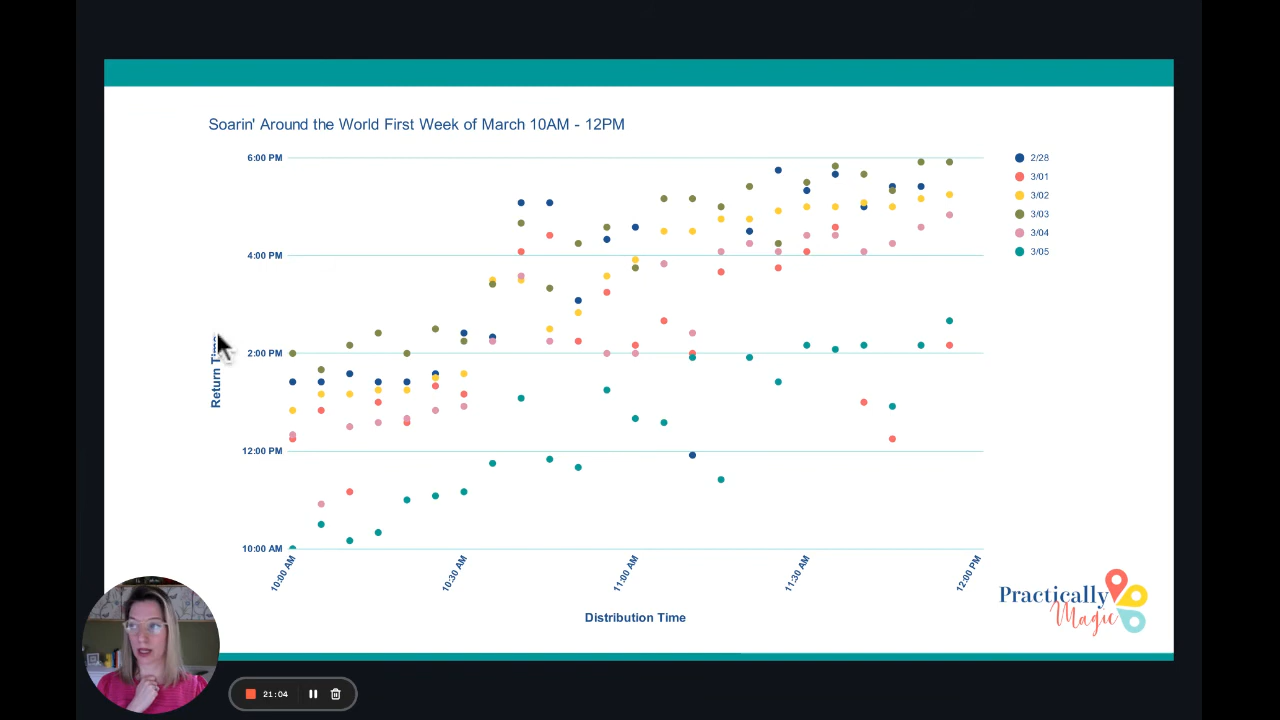 Soarin' Around the World First Week of March 10AM - 12PM
6:00 PM
4:00 PM
2:00 PM
12:00 PM
10:00 AM
Return Time
10:00 AM
10:30 AM
11:00 AM
11:30 AM
12:00 PM
Distribution Time
2/28
3/01
3/02
3/03
3/04
3/05
Practically
Magic
21:04